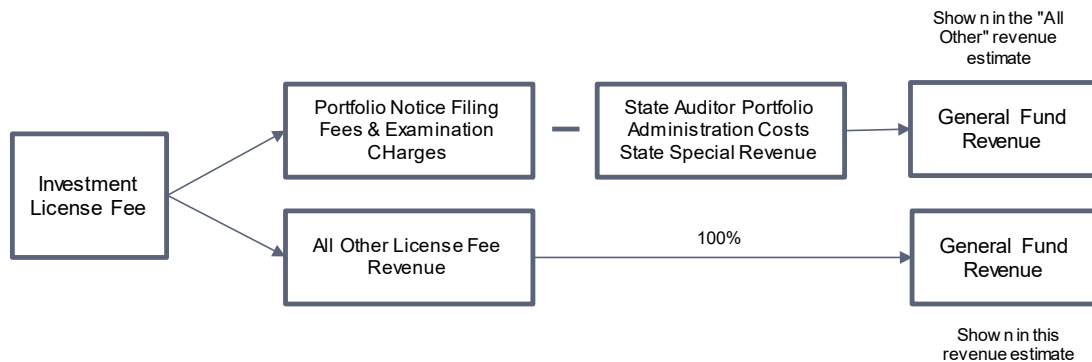 Shown in the "All
Other" revenue
estimate
Portfolio Notice Filing
Fees & Examination
CHarges
State Auditor Portfolio
Administration Costs
State Special Revenue
General Fund
Revenue
Investment
License Fee
All Other License Fee
Revenue
100%
General Fund
Revenue
Shown in this
revenue estimate